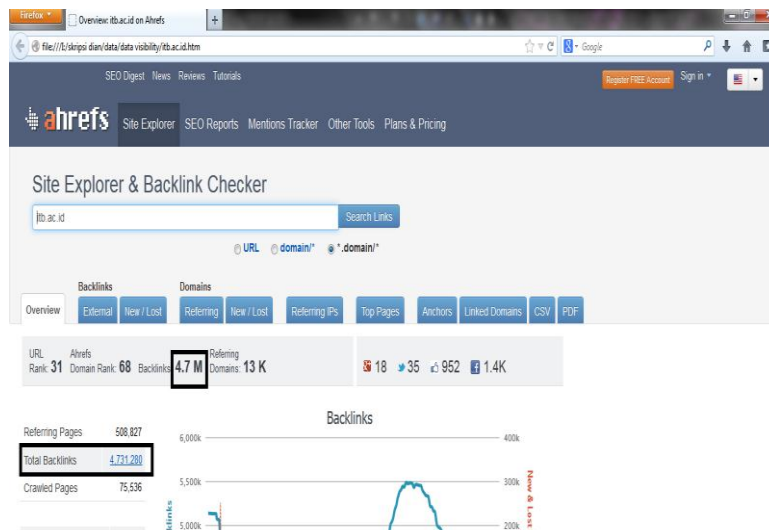 Firefox
Overview: itb.ac.id on Ahrefs
file:///I:/skripsi dian/data/data visibility/itb.ac.id.htm
Google
SEO Digest News Reviews Tutorials
Register FREE Account Sign in
ahrefs Site Explorer SEO Reports Mentions Tracker Other Tools Plans & Pricing
Site Explorer & Backlink Checker
itb.ac.id Search Links
URL domain/* *.domain/*
Backlinks Domains
Overview External New / Lost Referring New / Lost Referring IPs Top Pages Anchors Linked Domains CSV PDF
URL Rank: 31 Ahrefs Domain Rank: 68 Backlinks 4.7 M Referring Domains: 13 K 18 35 952 1.4K
Backlinks
Referring Pages 508,827
Total Backlinks 4,731,280
Crawled Pages 75,536
6,000k 400k
5,500k 300k
5,000k 200k
New & Lost